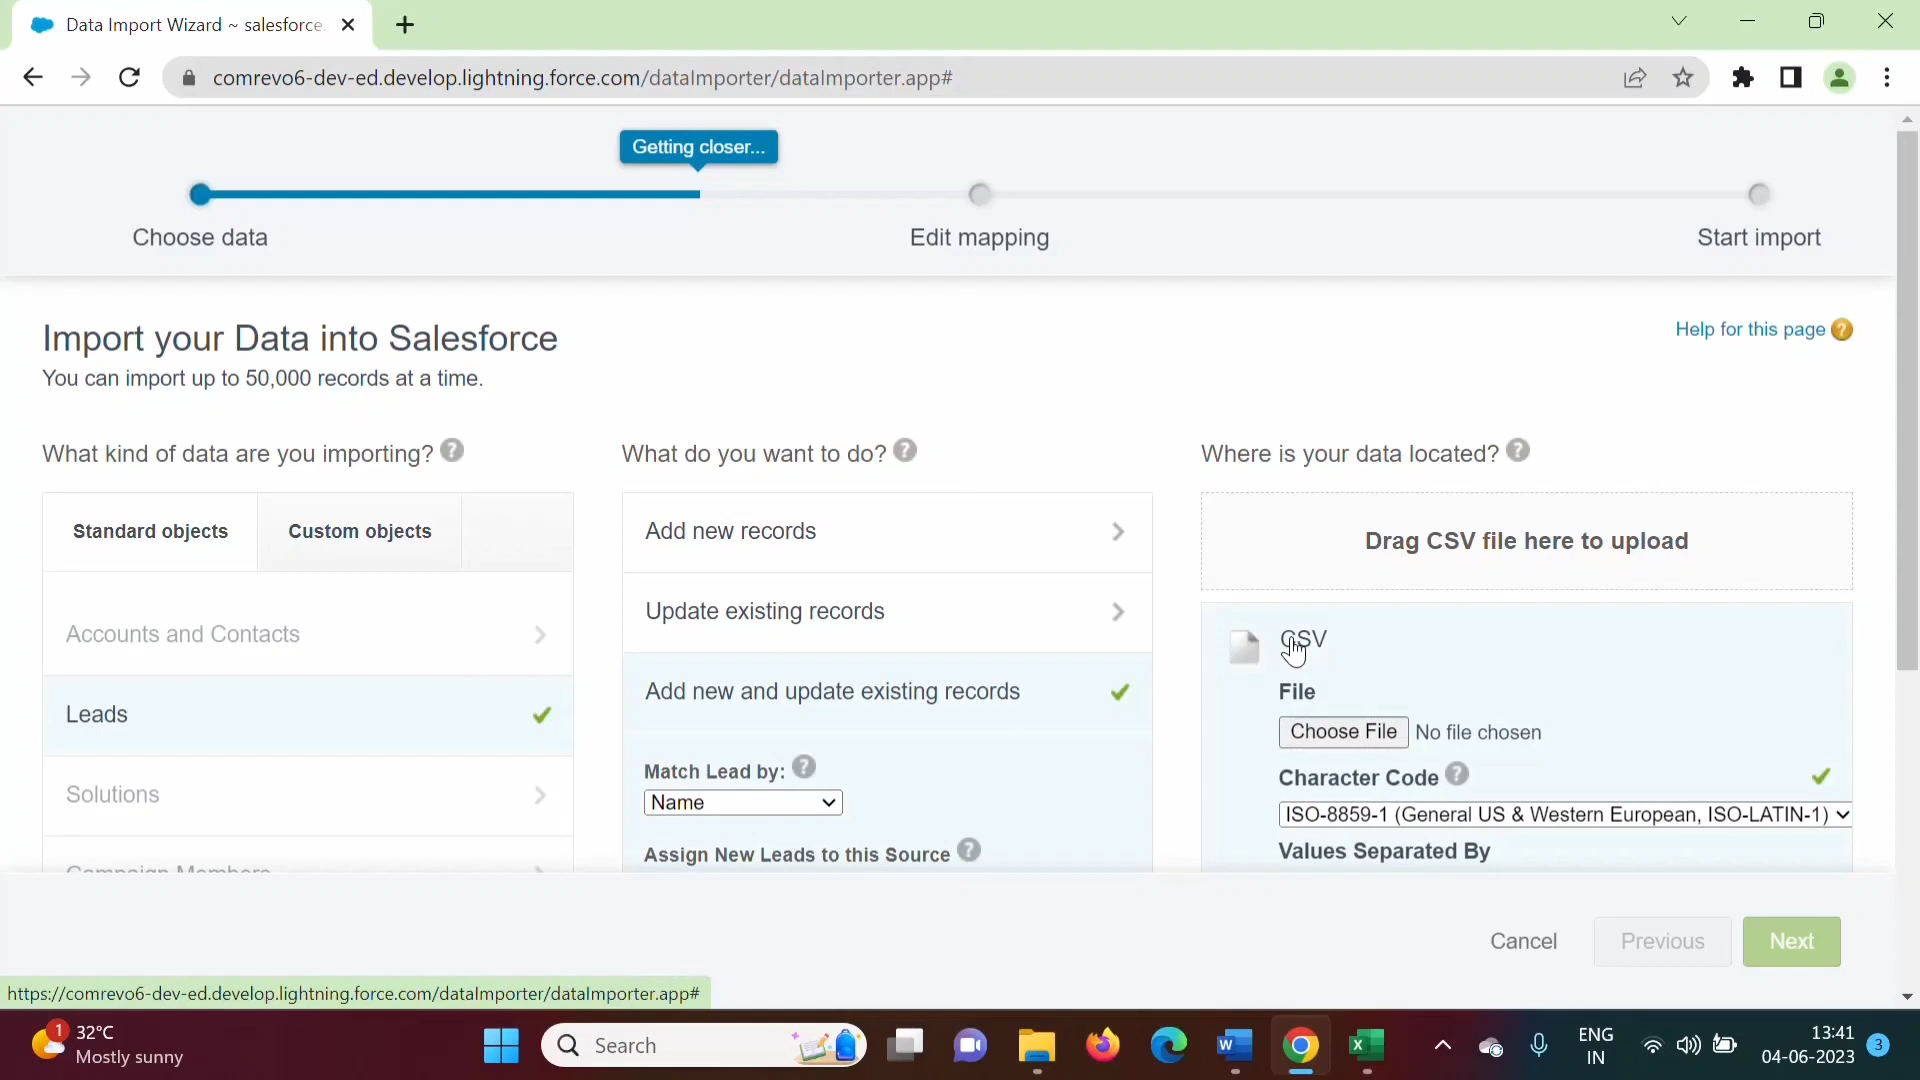 Data Import Wizard ~ salesforce.
comrevo6-dev-ed.develop.lightning.force.com/dataImporter/dataImporter.app#
Getting closer...
Choose data
Edit mapping
Start import
Import your Data into Salesforce
Help for this page ?
You can import up to 50,000 records at a time.
What kind of data are you importing? ?
What do you want to do? ?
Where is your data located? ?
Standard objects
Custom objects
Add new records
Drag CSV file here to upload
Accounts and Contacts
Update existing records
CSV
Leads
Add new and update existing records
File
Choose File No file chosen
Solutions
Match Lead by: ?
Name
Character Code ?
ISO-8859-1 (General US & Western European, ISO-LATIN-1)
Campaign Members
Assign New Leads to this Source ?
Values Separated By
Cancel
Previous
Next
https://comrevo6-dev-ed.develop.lightning.force.com/dataImporter/dataImporter.app#
1
32°C
Mostly sunny
Search
W
X
ENG
IN
13:41
04-06-2023
3